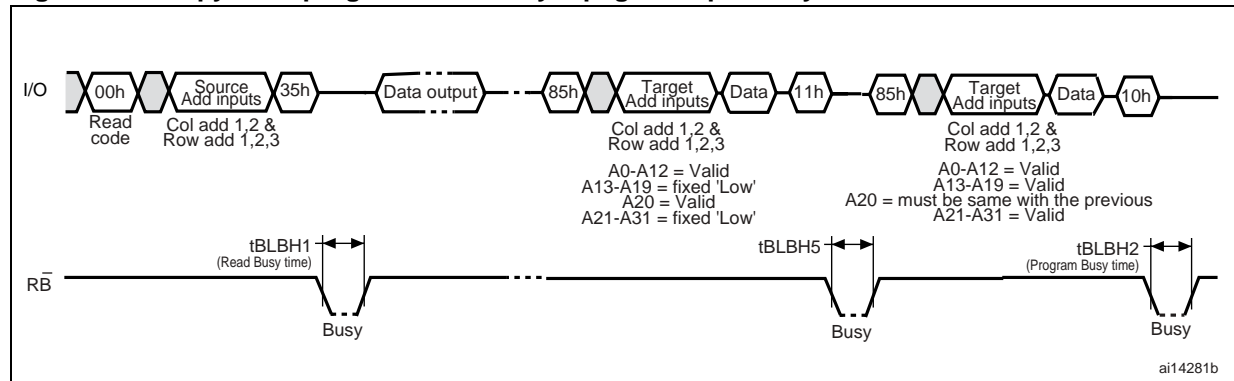 I/O
00h
Source
Add inputs
35h
Data output
85h
Target
Add inputs
Data
11h
85h
Target
Add inputs
Data
10h
Read
code
Col add 1,2 &
Row add 1,2,3
Col add 1,2 &
Row add 1,2,3
A0-A12 = Valid
A13-A19 = fixed 'Low'
A20 = Valid
A21-A31 = fixed 'Low'
Col add 1,2 &
Row add 1,2,3
A0-A12 = Valid
A13-A19 = Valid
A20 = must be same with the previous
A21-A31 = Valid
tBLBH1
(Read Busy time)
tBLBH5
tBLBH2
(Program Busy time)
RB̅
Busy
Busy
Busy
ai14281b